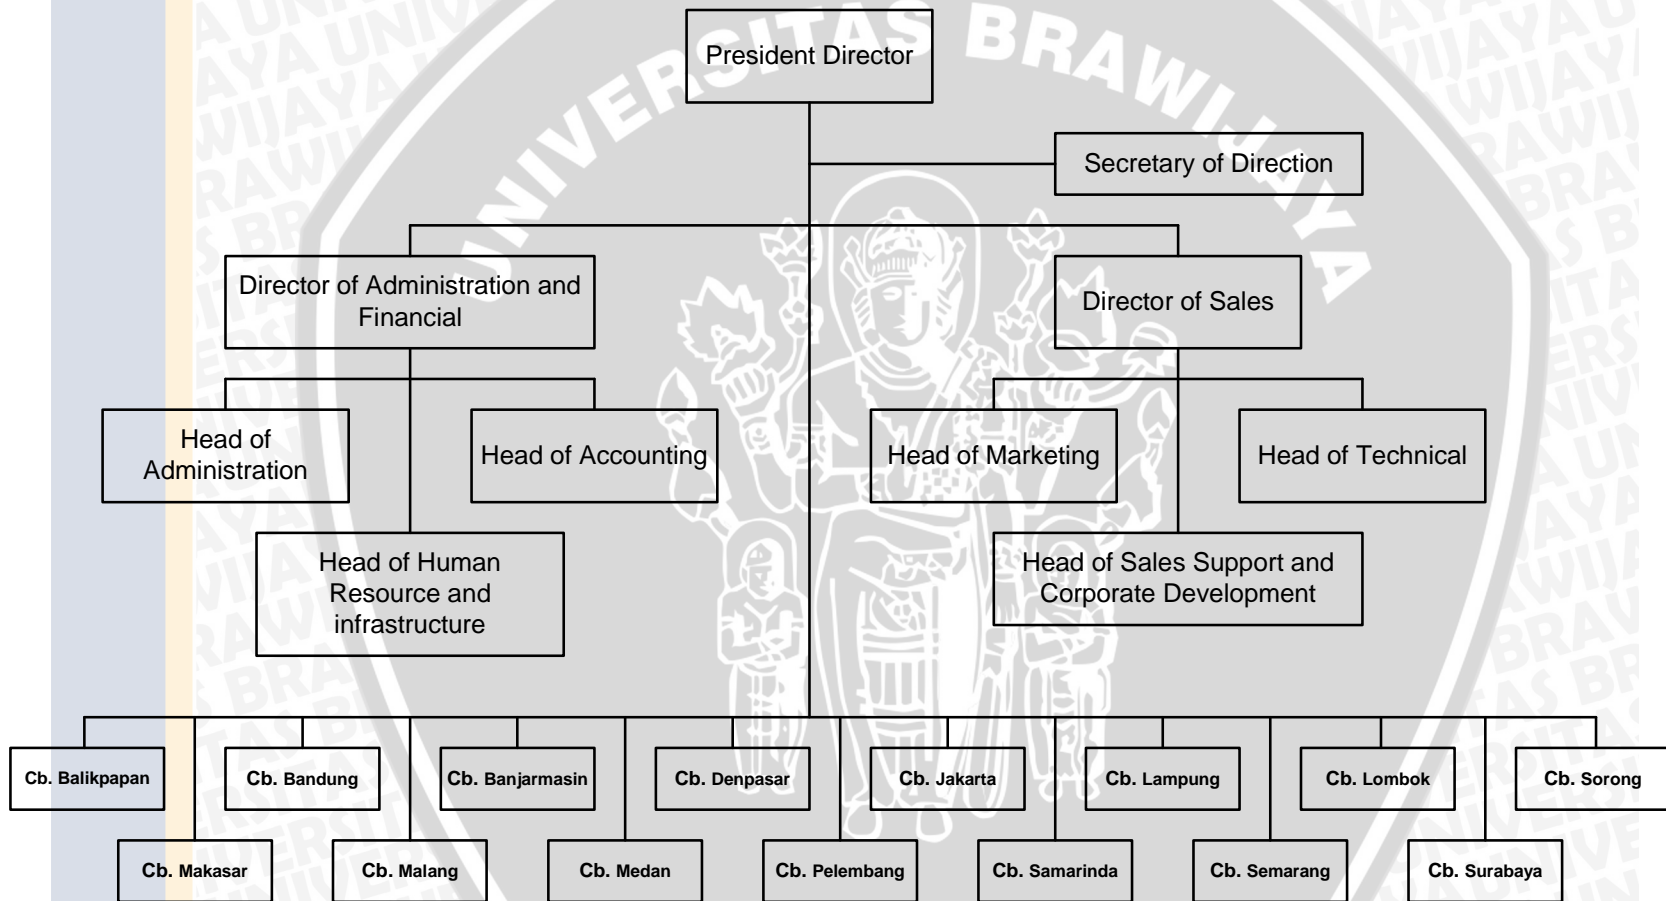 UNIVERSITAS BRAWIJAYA
President Director
Secretary of Direction
Director of Administration and
Financial
Director of Sales
Head of
Administration
Head of Accounting
Head of Marketing
Head of Technical
Head of Human
Resource and
infrastructure
Head of Sales Support and
Corporate Development
Cb. Balikpapan
Cb. Bandung
Cb. Banjarmasin
Cb. Denpasar
Cb. Jakarta
Cb. Lampung
Cb. Lombok
Cb. Sorong
Cb. Makasar
Cb. Malang
Cb. Medan
Cb. Pelembang
Cb. Samarinda
Cb. Semarang
Cb. Surabaya